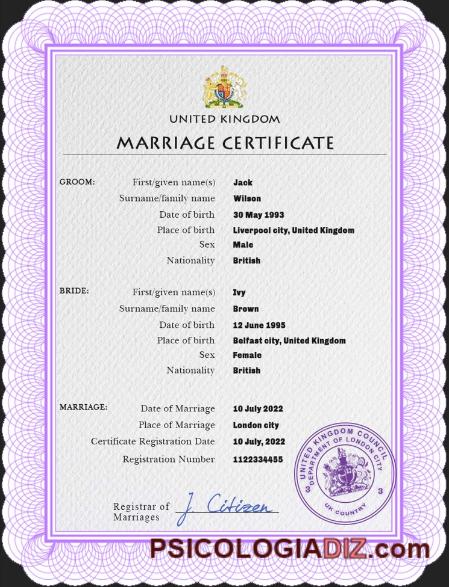 UNITED KINGDOM
MARRIAGE CERTIFICATE
GROOM: First/given name(s) Jack
Surname/family name Wilson
Date of birth 30 May 1993
Place of birth Liverpool city, United Kingdom
Sex Male
Nationality British
BRIDE: First/given name(s) Ivy
Surname/family name Brown
Date of birth 12 June 1995
Place of birth Belfast city, United Kingdom
Sex Female
Nationality British
MARRIAGE: Date of Marriage 10 July 2022
Place of Marriage London city
Certificate Registration Date 10 July, 2022
Registration Number 1122334455
UNITED KINGDOM COUNCIL
DEPARTMENT OF LONDON CITY
3 3
UK COUNTRY
Registrar of
Marriages
J. Citizen
PSICOLOGIADIZ.com